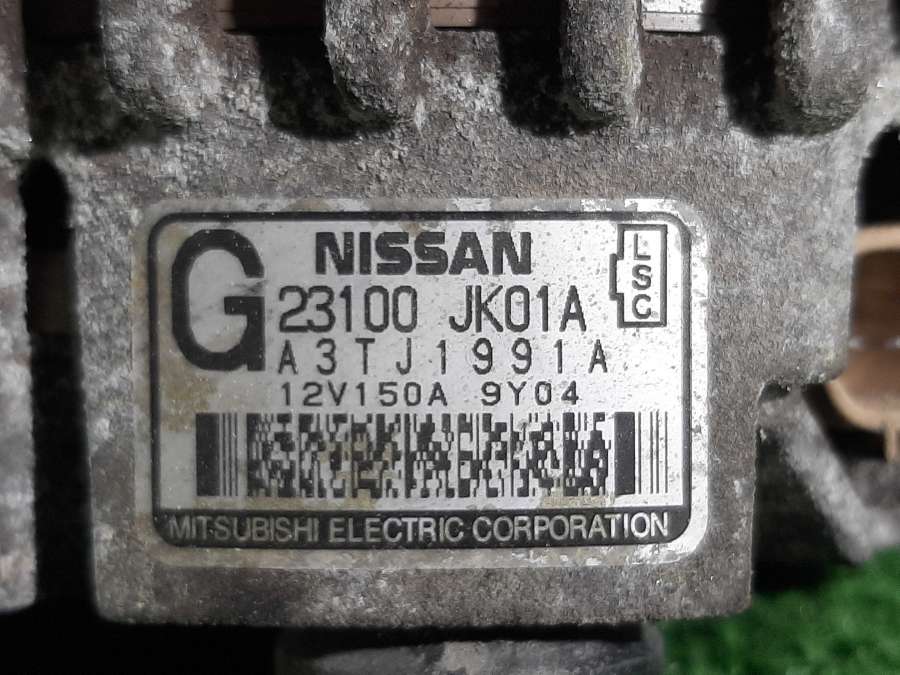 G NISSAN LSC
23100 JK01A
A3TJ1991A
12V150A 9Y04
MITSUBISHI ELECTRIC CORPORATION